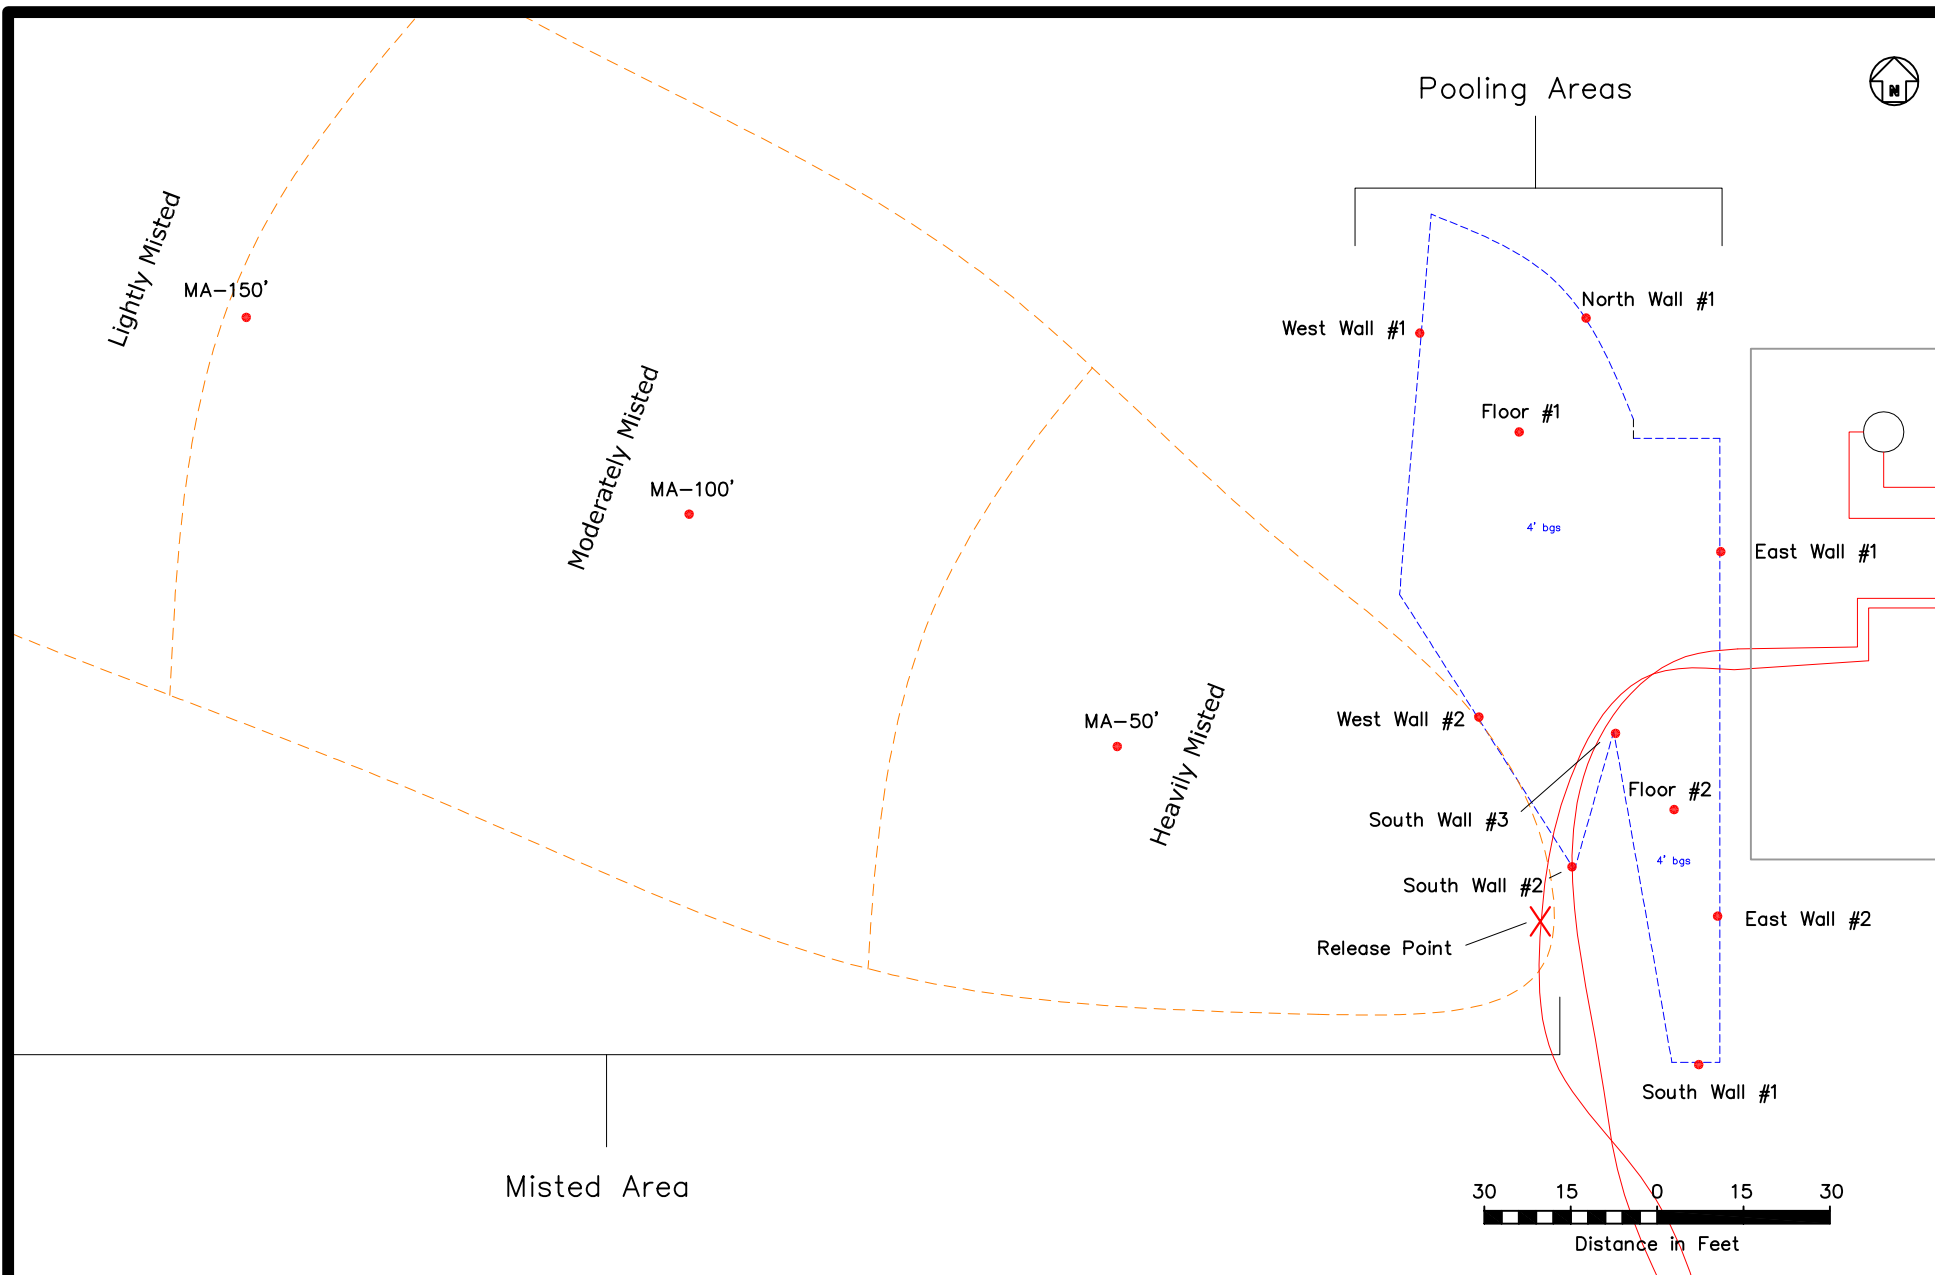 Pooling Areas
N
Lightly Misted
MA-150'
North Wall #1
West Wall #1
Moderately Misted
Floor #1
MA-100'
4' bgs
East Wall #1
Heavily Misted
MA-50'
West Wall #2
Floor #2
South Wall #3
4' bgs
South Wall #2
East Wall #2
Release Point
South Wall #1
Misted Area
30 15 0 15 30
Distance in Feet